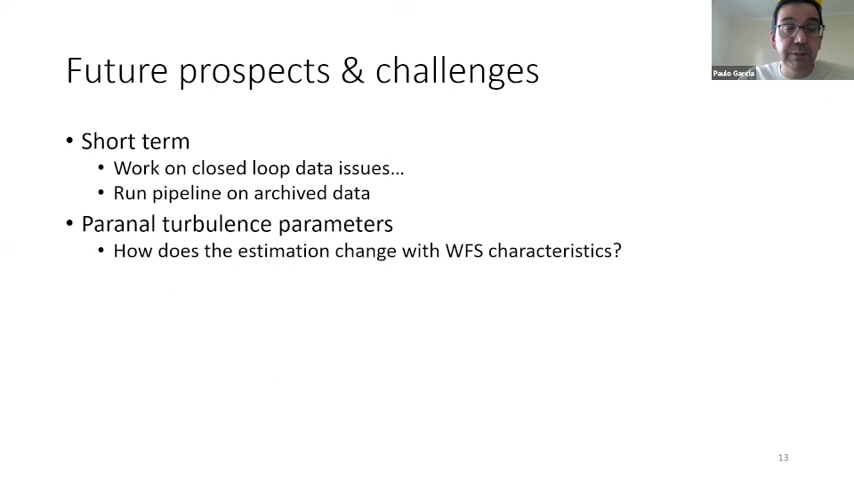 Future prospects & challenges
Paulo Garcia
• Short term
• Work on closed loop data issues...
• Run pipeline on archived data
• Paranal turbulence parameters
• How does the estimation change with WFS characteristics?
13